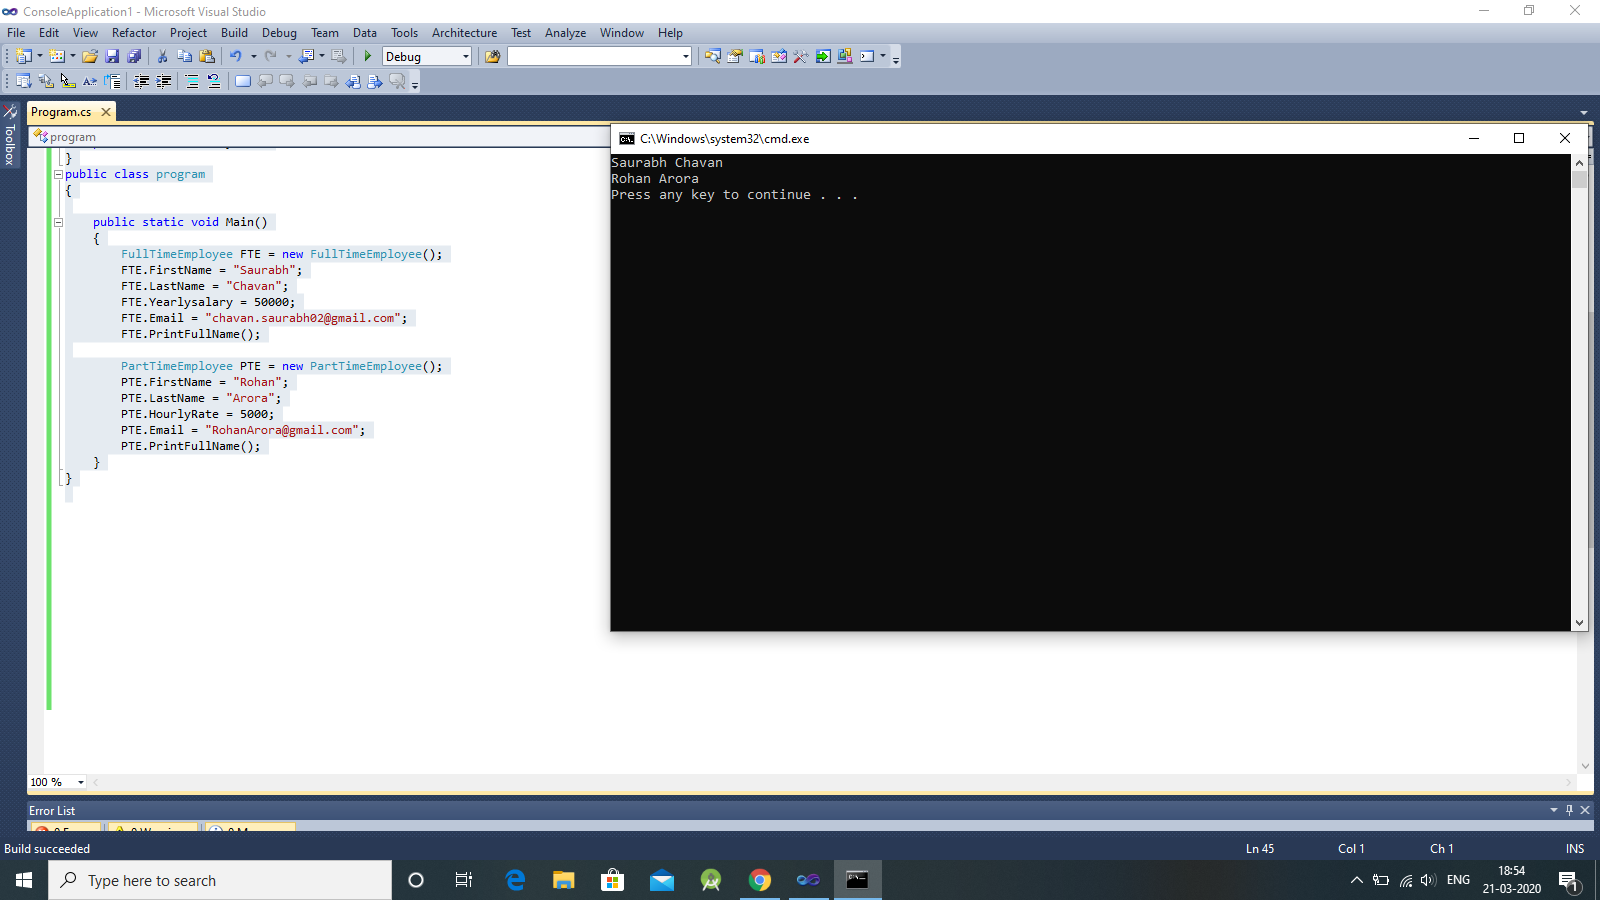 ConsoleApplication1 - Microsoft Visual Studio
File Edit View Refactor Project Build Debug Team Data Tools Architecture Test Analyze Window Help
Debug
Program.cs
Toolbox
program
}
public class program
{
public static void Main()
{
FullTimeEmployee FTE = new FullTimeEmployee();
FTE.FirstName = "Saurabh";
FTE.LastName = "Chavan";
FTE.Yearlysalary = 50000;
FTE.Email = "chavan.saurabh02@gmail.com";
FTE.PrintFullName();
PartTimeEmployee PTE = new PartTimeEmployee();
PTE.FirstName = "Rohan";
PTE.LastName = "Arora";
PTE.HourlyRate = 5000;
PTE.Email = "RohanArora@gmail.com";
PTE.PrintFullName();
}
}
C:\Windows\system32\cmd.exe
Saurabh Chavan
Rohan Arora
Press any key to continue . . .
100 %
Error List
Build succeeded
Ln 45 Col 1 Ch 1 INS
Type here to search
ENG
18:54
21-03-2020
1